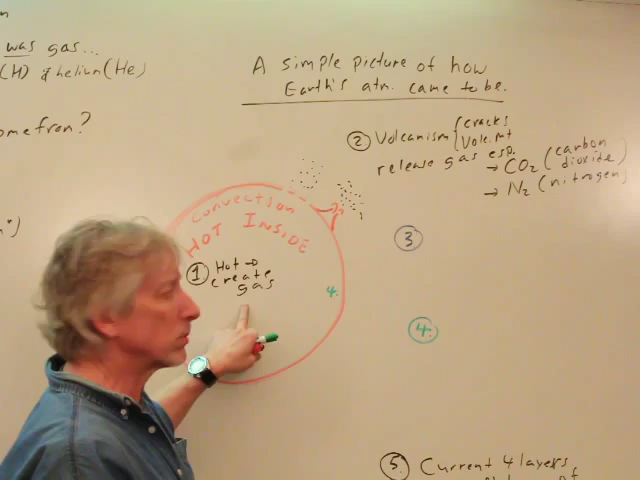 was gas...
(H) & helium (He)
A simple picture of how
Earth's atm. came to be.
② Volcanism { cracks
Volc. Mt
release gas esp.
→ CO₂ (carbon
dioxide)
→ N₂ (nitrogen)
Convection
HOT INSIDE
① Hot →
create
gas
4.
③
④
⑤ Current 4 layers